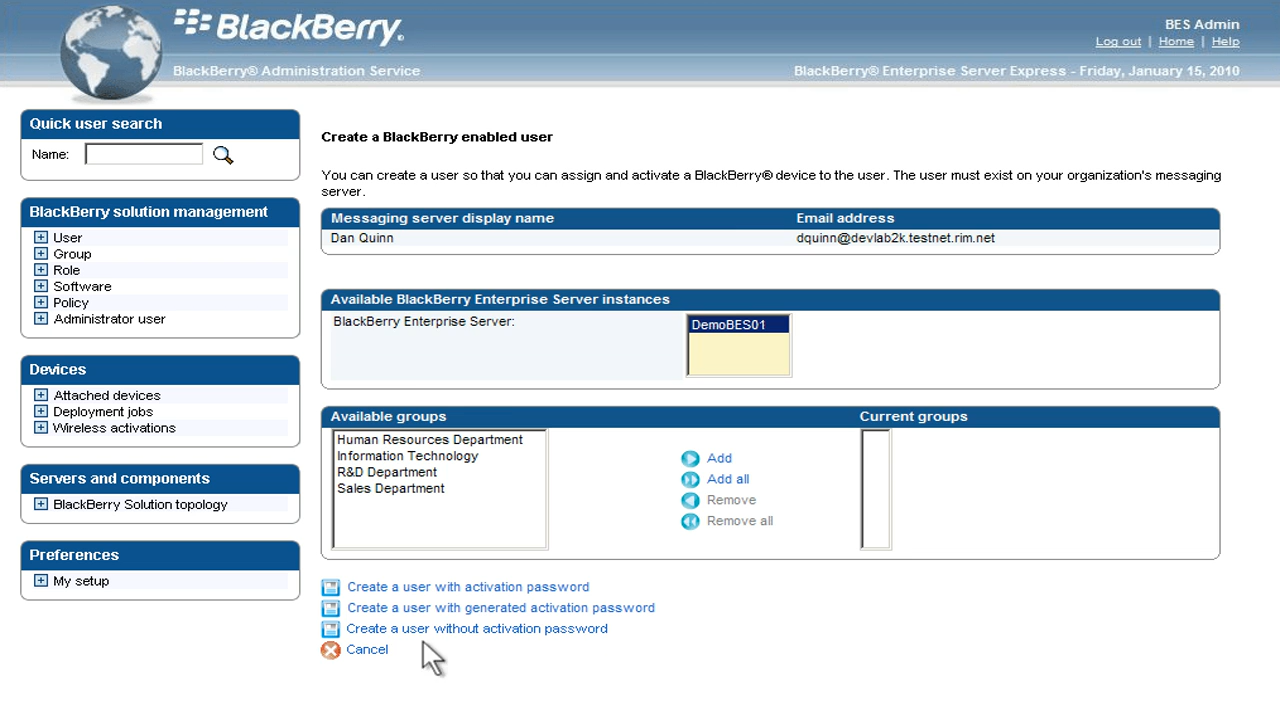 BlackBerry®
BES Admin
Log out | Home | Help
BlackBerry® Administration Service
BlackBerry® Enterprise Server Express - Friday, January 15, 2010
Quick user search
Name:
BlackBerry solution management
User
Group
Role
Software
Policy
Administrator user
Devices
Attached devices
Deployment jobs
Wireless activations
Servers and components
BlackBerry Solution topology
Preferences
My setup
Create a BlackBerry enabled user
You can create a user so that you can assign and activate a BlackBerry® device to the user. The user must exist on your organization's messaging
server.
Messaging server display name Email address
Dan Quinn dquinn@devlab2k.testnet.rim.net
Available BlackBerry Enterprise Server instances
BlackBerry Enterprise Server: DemoBES01
Available groups Current groups
Human Resources Department
Information Technology
R&D Department
Sales Department
Add
Add all
Remove
Remove all
Create a user with activation password
Create a user with generated activation password
Create a user without activation password
Cancel